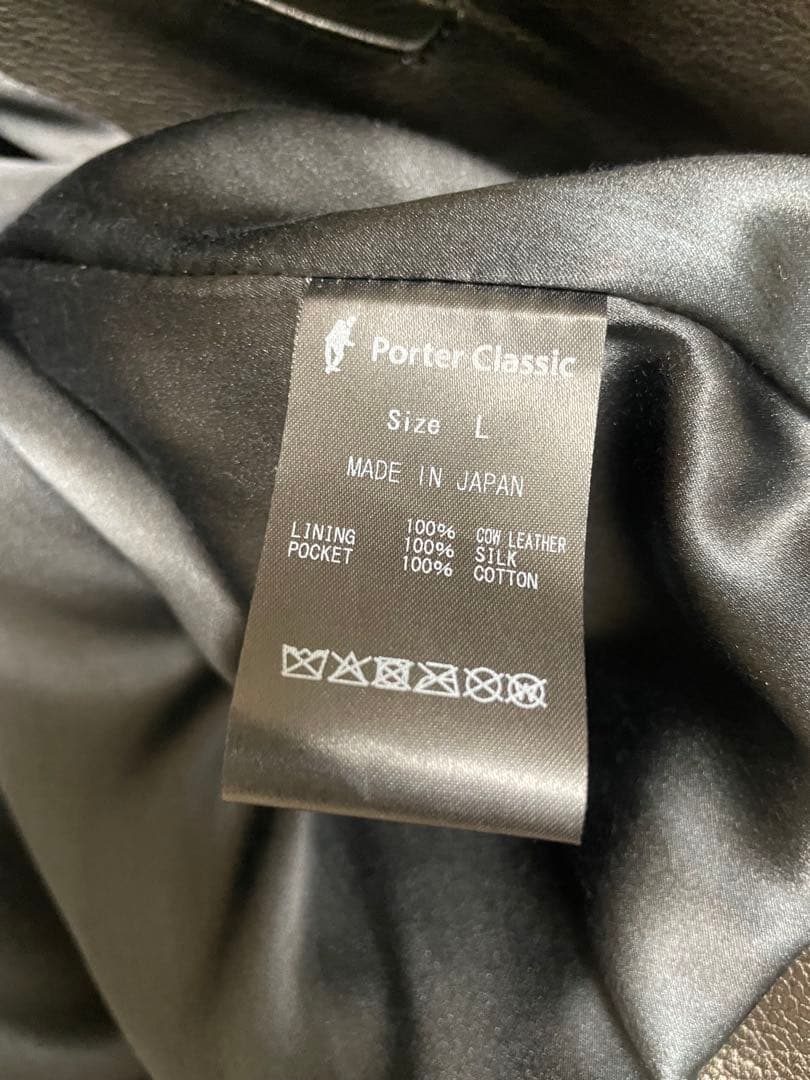 Porter Classic
Size L
MADE IN JAPAN
100% COW LEATHER
LINING 100% SILK
POCKET 100% COTTON